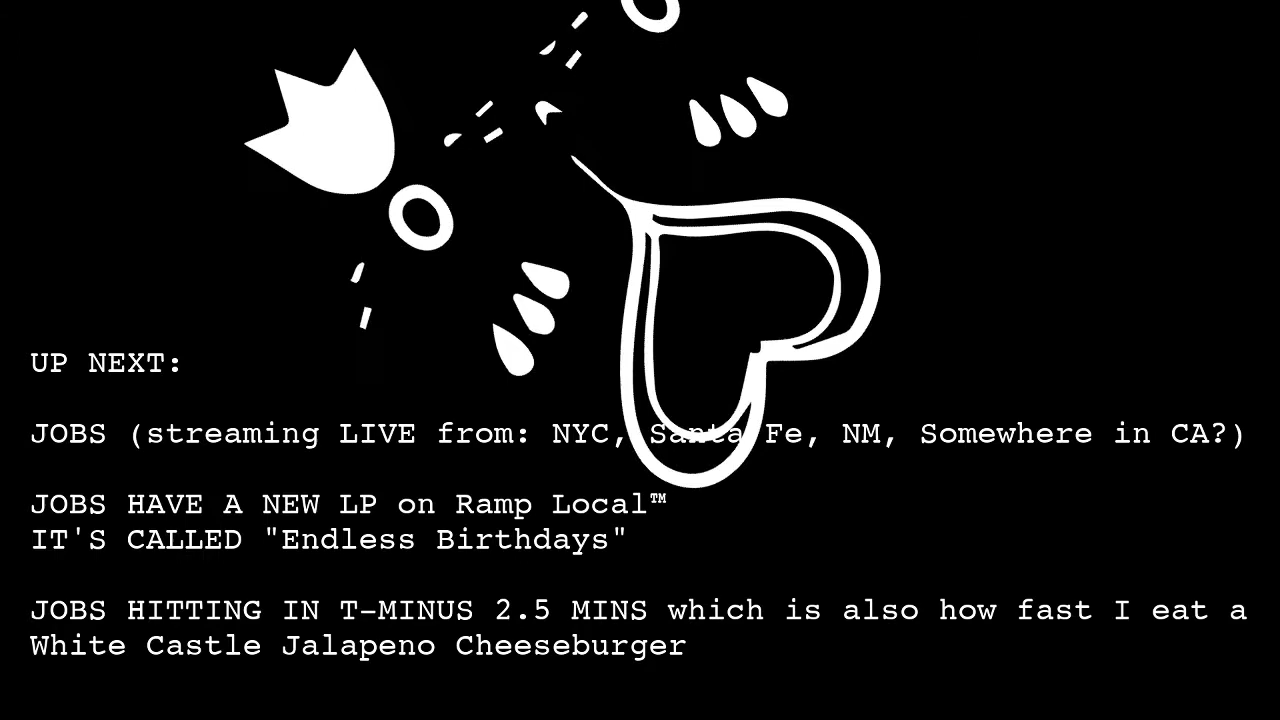 UP NEXT:
JOBS (streaming LIVE from: NYC, Santa Fe, NM, Somewhere in CA?)
JOBS HAVE A NEW LP on Ramp Local™
IT'S CALLED "Endless Birthdays"
JOBS HITTING IN T-MINUS 2.5 MINS which is also how fast I eat a
White Castle Jalapeno Cheeseburger